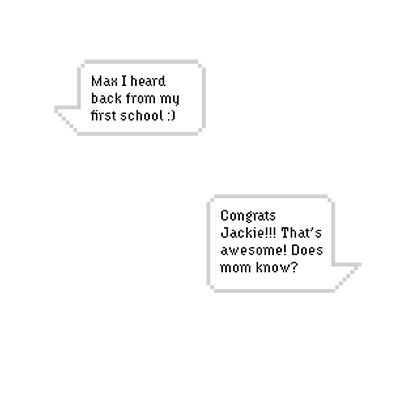 Max I heard
back from my
first school :)
Congrats
Jackie!!! That's
awesome! Does
mom know?